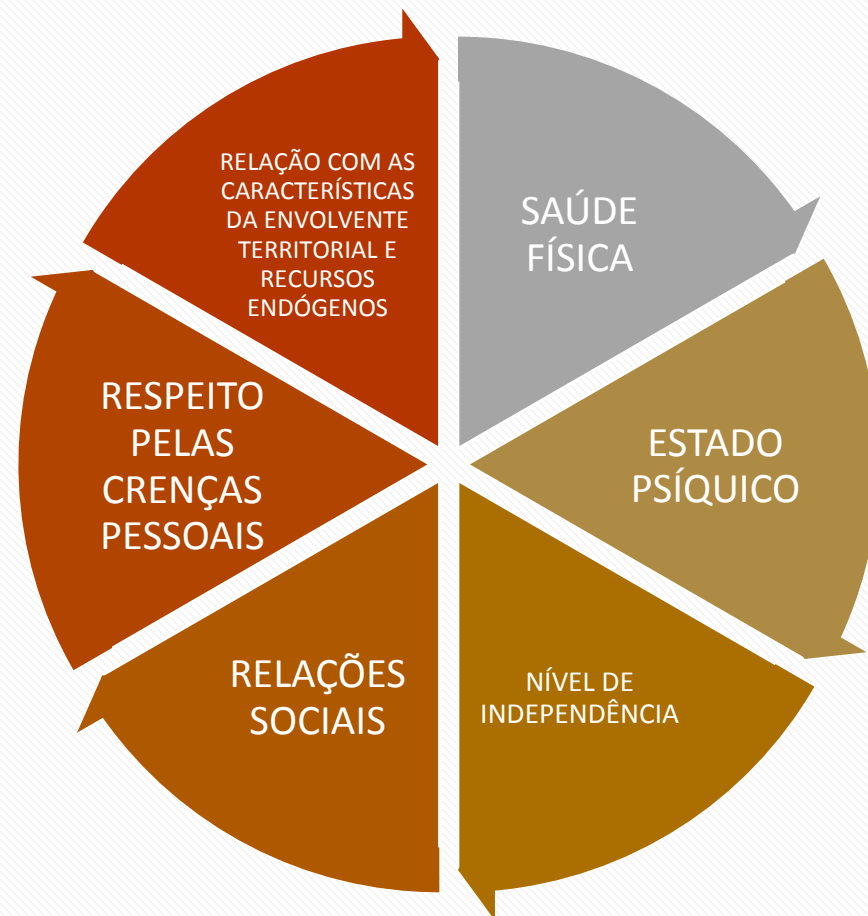 RELAÇÃO COM AS
CARACTERÍSTICAS
DA ENVOLVENTE
TERRITORIAL E
RECURSOS
ENDÓGENOS
SAÚDE
FÍSICA
RESPEITO
PELAS
CRENÇAS
PESSOAIS
ESTADO
PSÍQUICO
RELAÇÕES
SOCIAIS
NÍVEL DE
INDEPENDÊNCIA